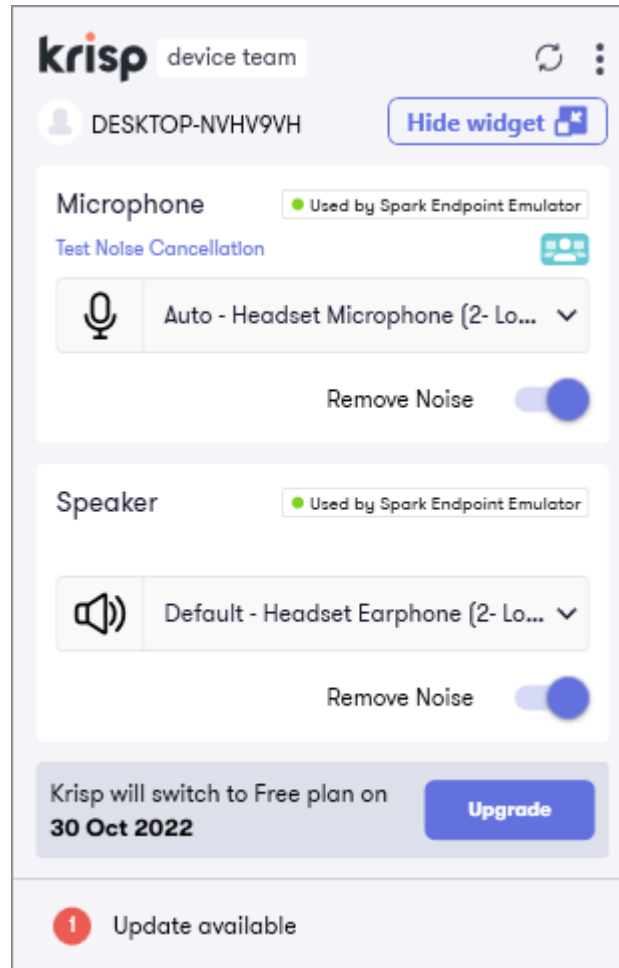 krisp device team
DESKTOP-NVHV9VH
Hide widget
Microphone
Used by Spark Endpoint Emulator
Test Noise Cancellation
Auto - Headset Microphone (2- Lo...
Remove Noise
Speaker
Used by Spark Endpoint Emulator
Default - Headset Earphone (2- Lo...
Remove Noise
Krisp will switch to Free plan on
30 Oct 2022
Upgrade
1 Update available